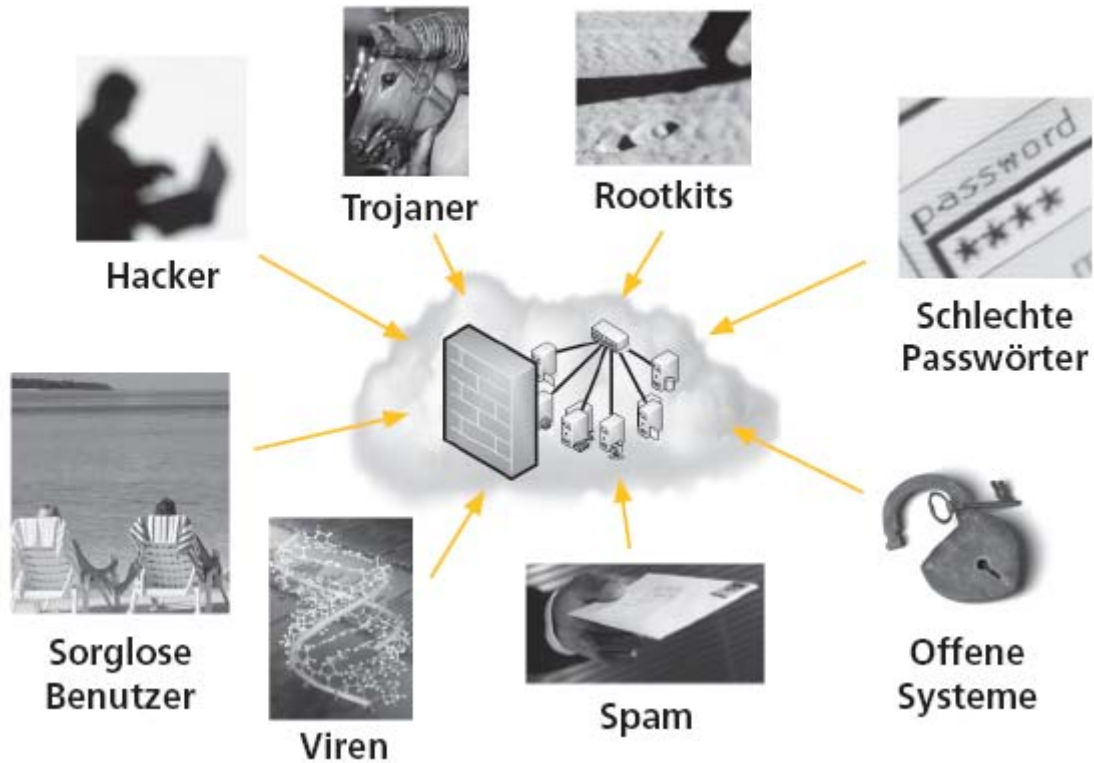 Trojaner
Rootkits
Hacker
password
****
Schlechte
Passwörter
Sorglose
Benutzer
Viren
Spam
Offene
Systeme